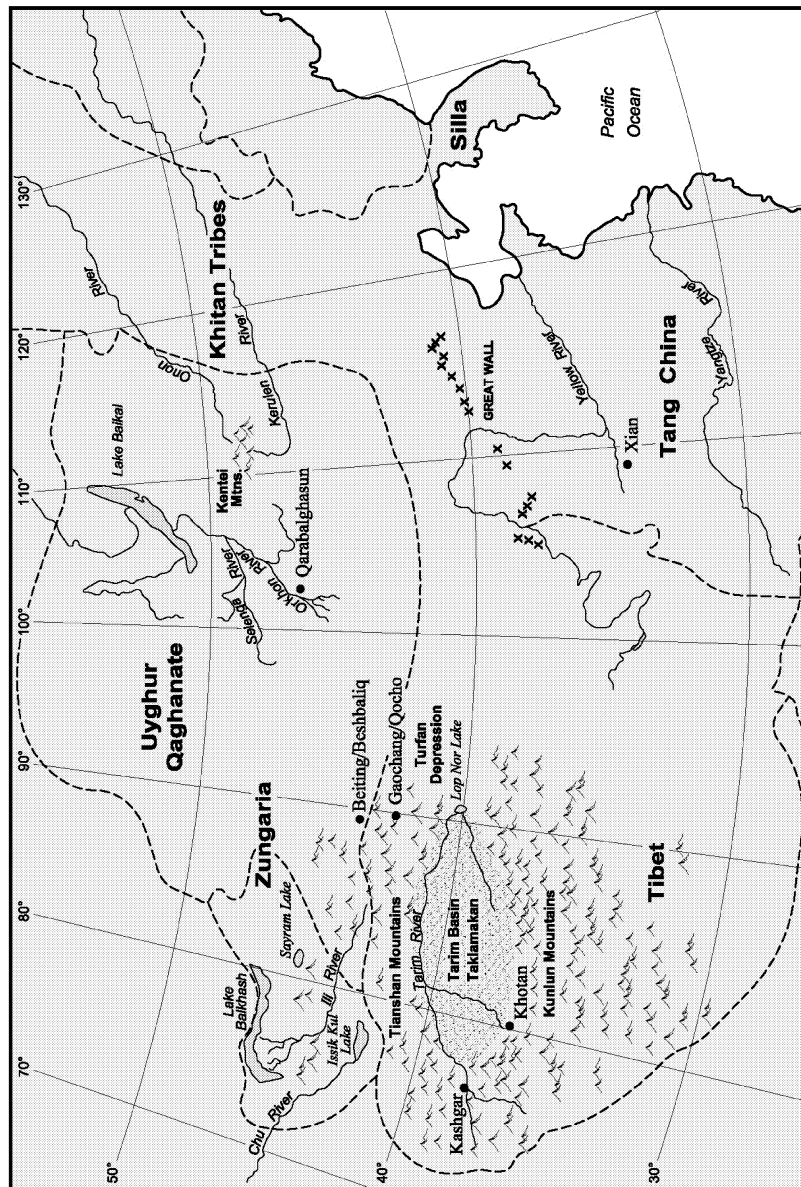 50°
40°
30°
70°
80°
90°
100°
110°
120°
130°
Uyghur
Qaghanate
Zungaria
Khitan Tribes
Silla
Tang China
Tibet
Pacific
Ocean
Lake Baikal
Onon
River
Kerulen
River
Kentei
Mtns.
Selenga
River
Orkhon
River
Qarabalghasun
GREAT WALL
Yellow River
Yangtze
River
Xian
Beiting/Beshbaliq
Gaochang/Qocho
Turfan
Depression
Lop Nor Lake
Sayram Lake
Lake
Balkhash
Ili
River
Issik Kul
Lake
Chu
River
Tianshan Mountains
Tarim
River
Tarim Basin
Taklamakan
Kunlun Mountains
Khotan
Kashgar